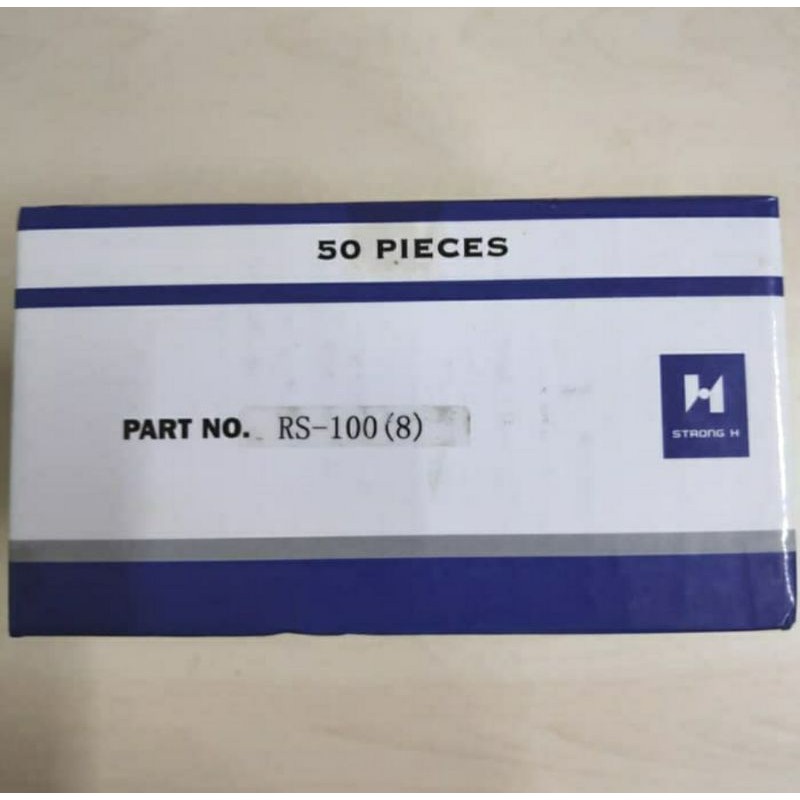 50 PIECES
PART NO. RS-100(8)
STRONG H